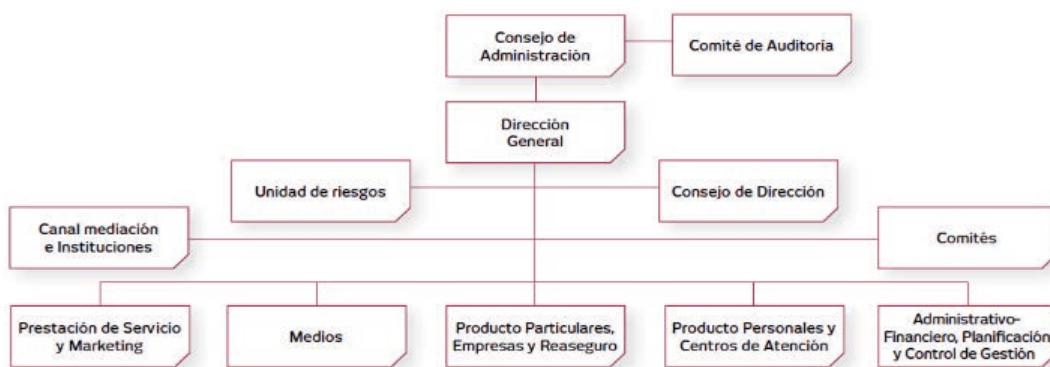 Consejo de
Administración
Comité de Auditoría
Dirección
General
Unidad de riesgos
Consejo de Dirección
Canal mediación
e Instituciones
Comités
Prestación de Servicio
y Marketing
Medios
Producto Particulares,
Empresas y Reaseguro
Producto Personales y
Centros de Atención
Administrativo-
Financiero, Planificación
y Control de Gestión